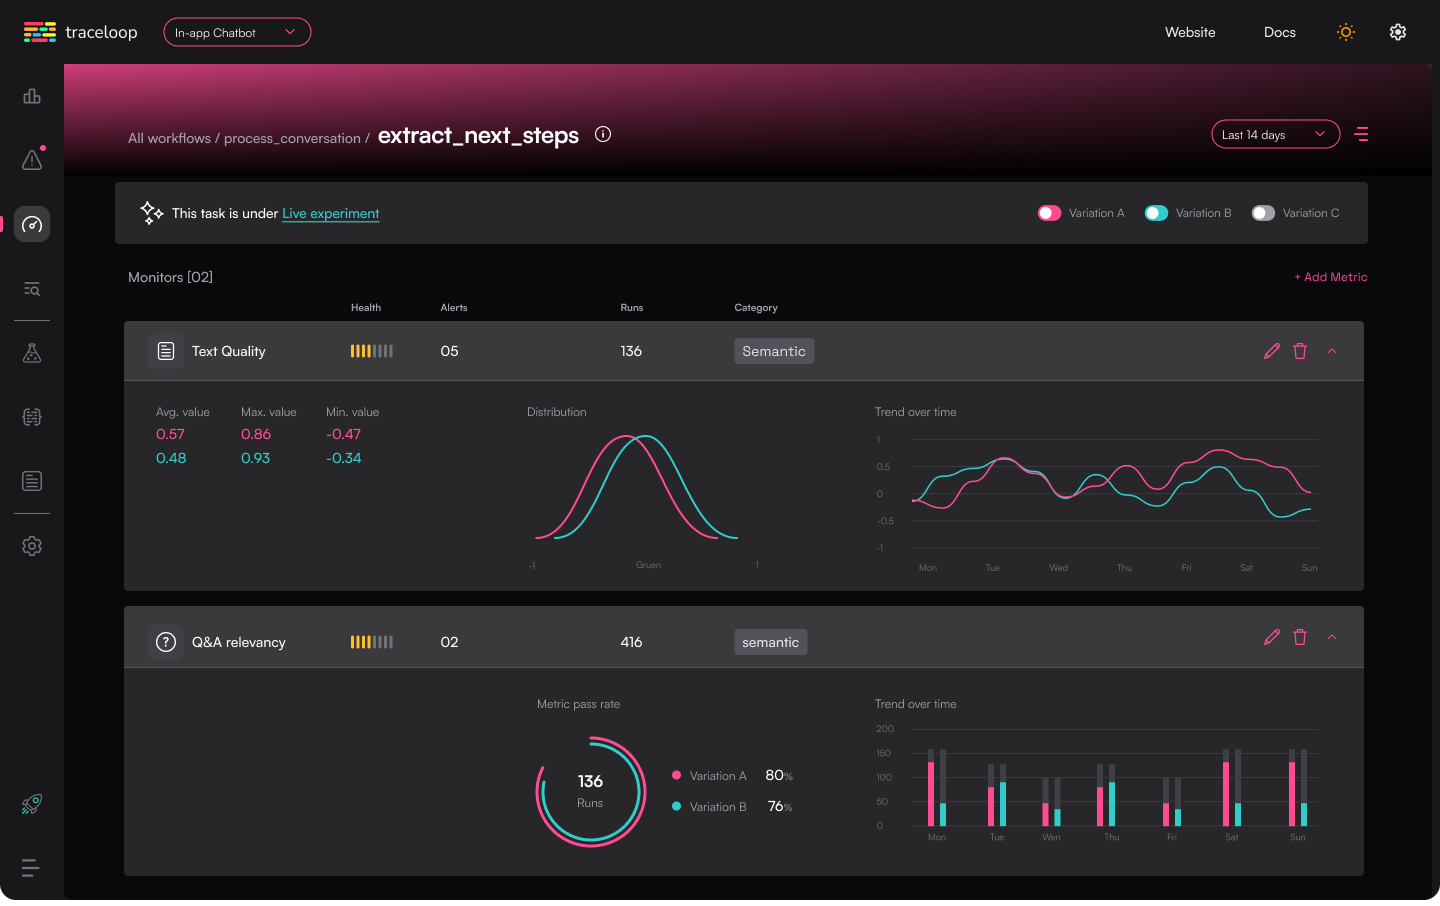 traceloop
In-app Chatbot
Website
Docs
All workflows / process_conversation / extract_next_steps
Last 14 days
This task is under Live experiment
Variation A
Variation B
Variation C
Monitors [02]
+ Add Metric
Health
Alerts
Runs
Category
Text Quality
05
136
Semantic
Avg. value
Max. value
Min. value
0.57
0.86
-0.47
0.48
0.93
-0.34
Distribution
-1
Gruen
1
Trend over time
1
0.5
0
-0.5
-1
Mon
Tue
Wed
Thu
Fri
Sat
Sun
Q&A relevancy
02
416
semantic
Metric pass rate
136
Runs
Variation A 80%
Variation B 76%
Trend over time
200
150
100
50
0
Mon
Tue
Wen
Thu
Fri
Sat
Sun